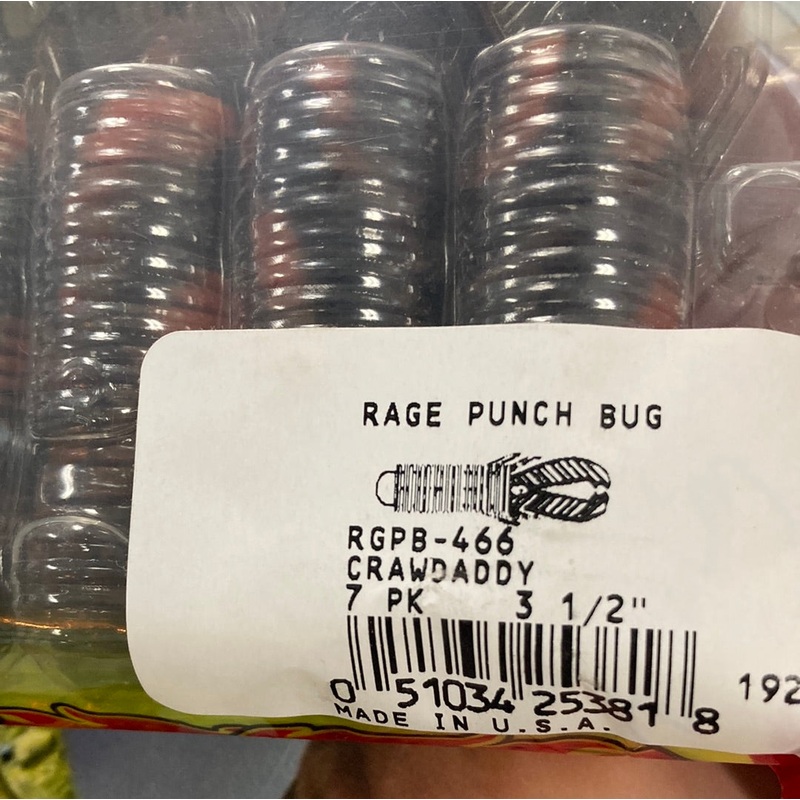 RAGE PUNCH BUG
RGPB-466
CRAWDADDY
7 PK 3 1/2"
0 51034 25381 8
192
MADE IN U.S.A.